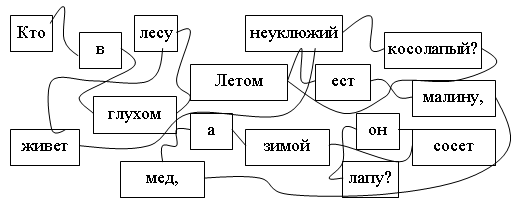 Кто
лесу
неуклюжий
в
косолапый?
Летом
ест
малину,
глухом
а
он
живет
зимой
сосет
мед,
лапу?